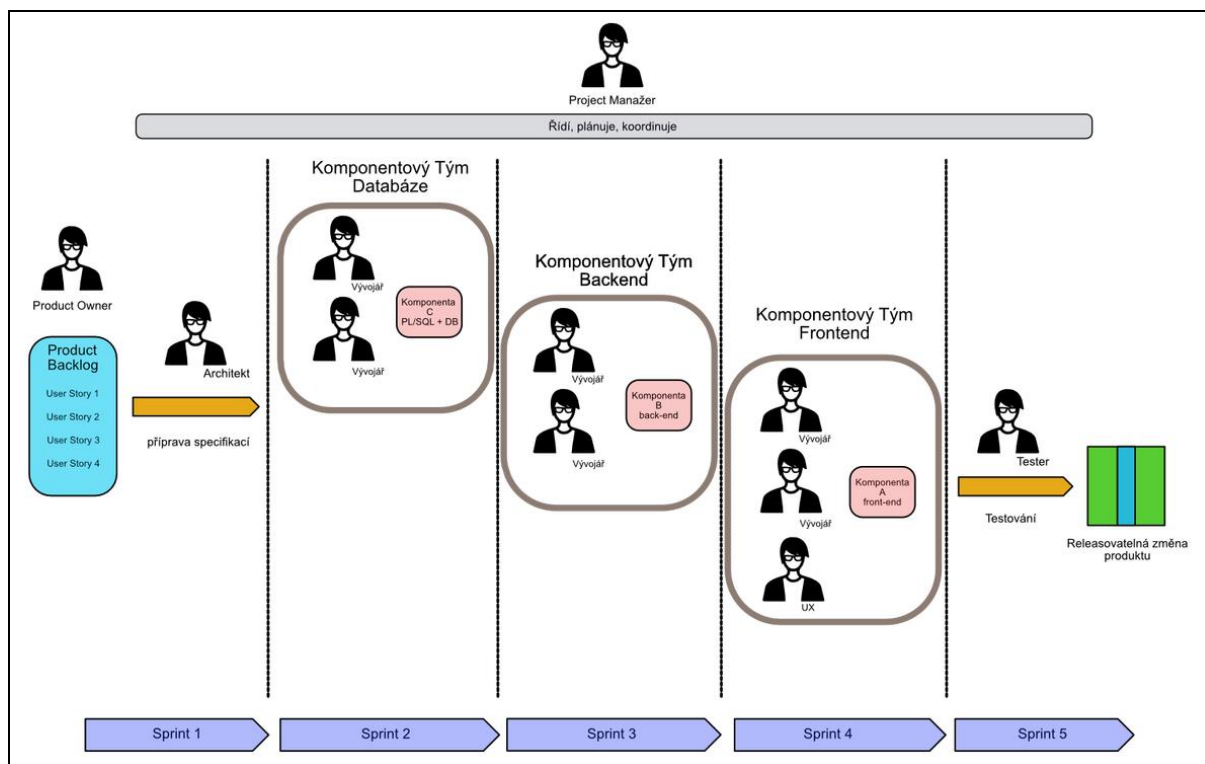 Project Manažer
Řídí, plánuje, koordinuje
Product Owner
Product
Backlog
User Story 1
User Story 2
User Story 3
User Story 4
Architekt
příprava specifikací
Komponentový Tým
Databáze
Vývojář
Vývojář
Komponenta
C
PL/SQL + DB
Komponentový Tým
Backend
Vývojář
Vývojář
Komponenta
B
back-end
Komponentový Tým
Frontend
Vývojář
Vývojář
UX
Komponenta
A
front-end
Tester
Testování
Releasovatelná změna
produktu
Sprint 1
Sprint 2
Sprint 3
Sprint 4
Sprint 5